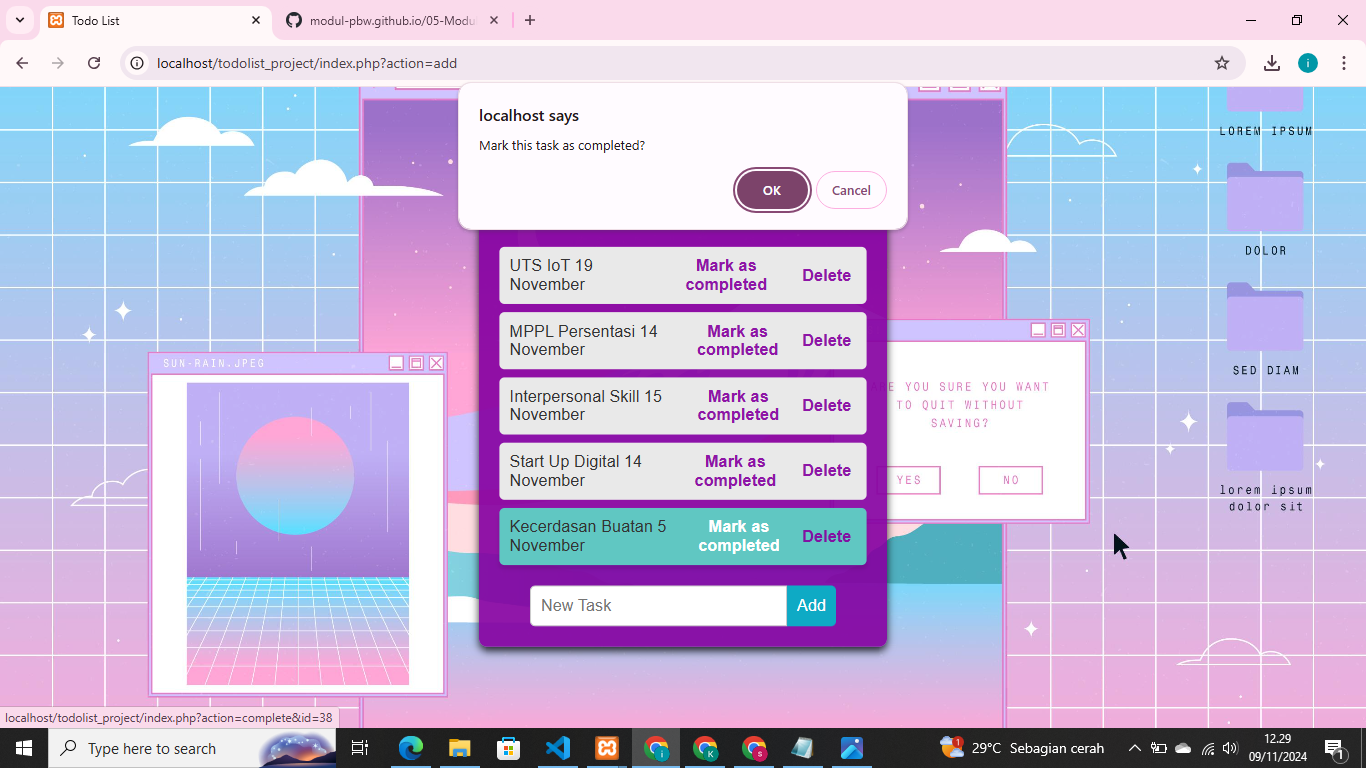 Todo List
modul-pbw.github.io/05-Modu
localhost/todolist_project/index.php?action=add
i
localhost says
Mark this task as completed?
OK
Cancel
UTS IoT 19
November
Mark as
completed
Delete
MPPL Persentasi 14
November
Mark as
completed
Delete
Interpersonal Skill 15
November
Mark as
completed
Delete
Start Up Digital 14
November
Mark as
completed
Delete
Kecerdasan Buatan 5
November
Mark as
completed
Delete
New Task
Add
SUN-RAIN.JPEG
E YOU SURE YOU WANT
TO QUIT WITHOUT
SAVING?
YES
NO
LOREM IPSUM
DOLOR
SED DIAM
lorem ipsum
dolor sit
localhost/todolist_project/index.php?action=complete&id=38
Type here to search
i
K
S
1
29°C Sebagian cerah
12.29
09/11/2024
1